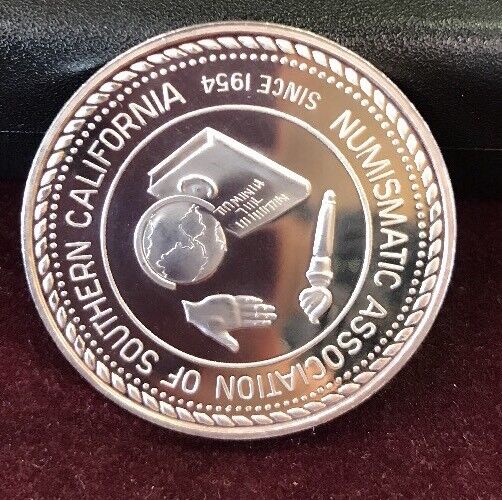 NUMISMATIC ASSOCIATION OF SOUTHERN CALIFORNIA
SINCE 1954